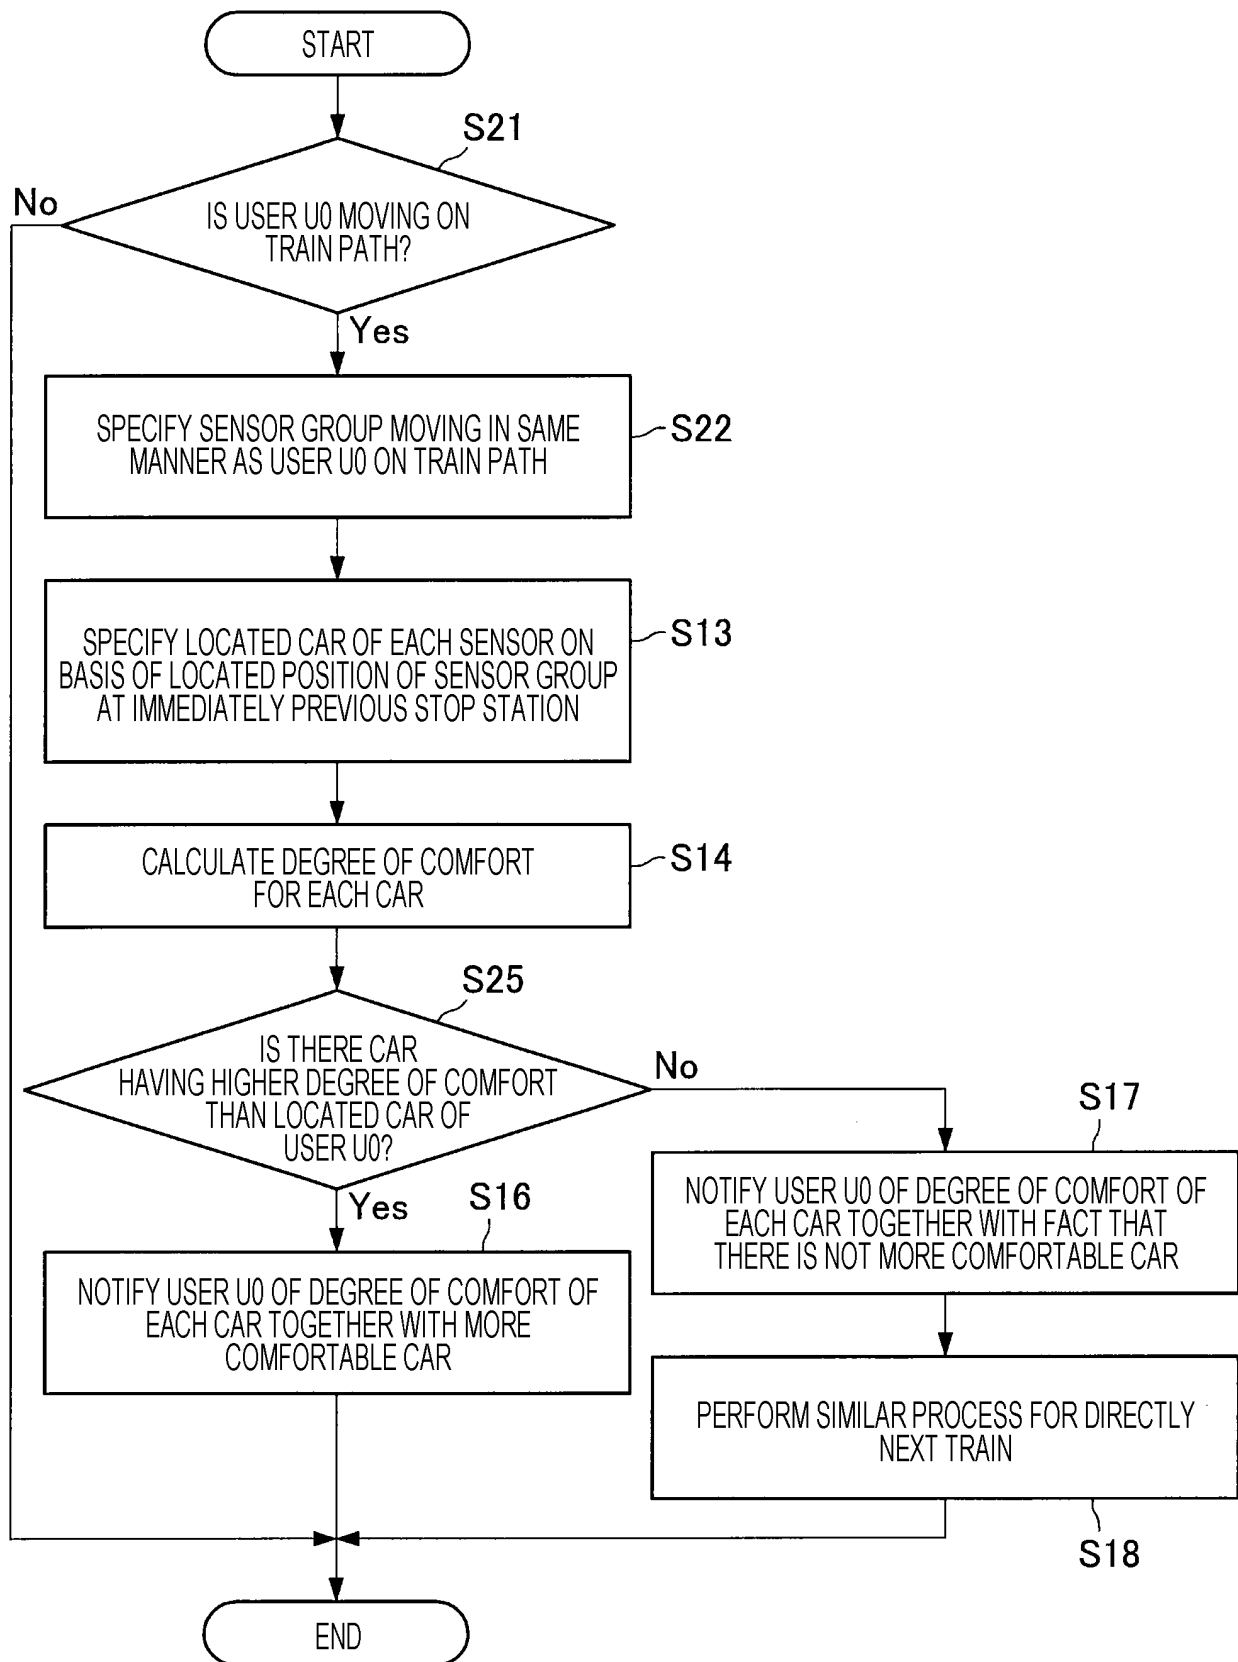 START
S21
No
IS USER U0 MOVING ON
TRAIN PATH?
Yes
SPECIFY SENSOR GROUP MOVING IN SAME
MANNER AS USER U0 ON TRAIN PATH
S22
SPECIFY LOCATED CAR OF EACH SENSOR ON
BASIS OF LOCATED POSITION OF SENSOR GROUP
AT IMMEDIATELY PREVIOUS STOP STATION
S13
CALCULATE DEGREE OF COMFORT
FOR EACH CAR
S14
S25
IS THERE CAR
HAVING HIGHER DEGREE OF COMFORT
THAN LOCATED CAR OF
USER U0?
No
Yes
S16
NOTIFY USER U0 OF DEGREE OF COMFORT OF
EACH CAR TOGETHER WITH MORE
COMFORTABLE CAR
S17
NOTIFY USER U0 OF DEGREE OF COMFORT OF
EACH CAR TOGETHER WITH FACT THAT
THERE IS NOT MORE COMFORTABLE CAR
PERFORM SIMILAR PROCESS FOR DIRECTLY
NEXT TRAIN
S18
END